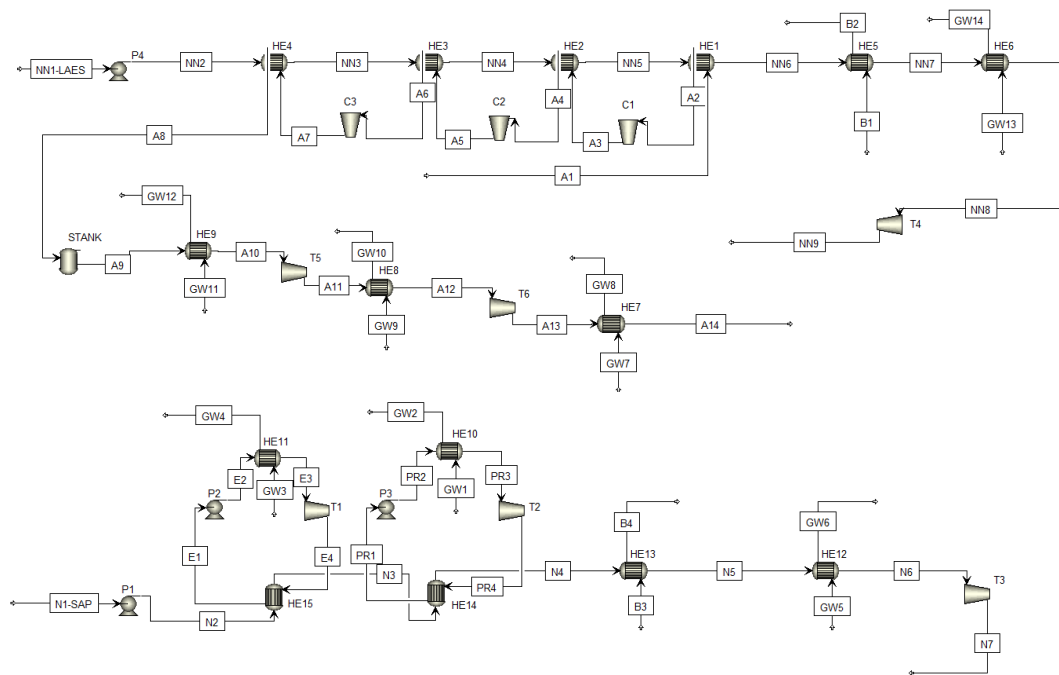 P4
NN1-LAES
NN2
HE4
NN3
HE3
NN4
HE2
NN5
HE1
NN6
B2
HE5
NN7
GW14
HE6
A6
A4
A2
C3
C2
C1
A8
A7
A5
A3
A1
B1
GW13
GW12
HE9
STANK
A9
A10
T5
GW11
GW10
HE8
A11
A12
GW9
T6
GW8
HE7
A13
A14
GW7
NN8
T4
NN9
GW4
HE11
E2
E3
P2
GW3
T1
E1
E4
HE15
GW2
HE10
PR2
PR3
P3
GW1
T2
PR1
N3
PR4
HE14
N1-SAP
P1
N2
N4
B4
HE13
N5
B3
GW6
HE12
N6
GW5
T3
N7